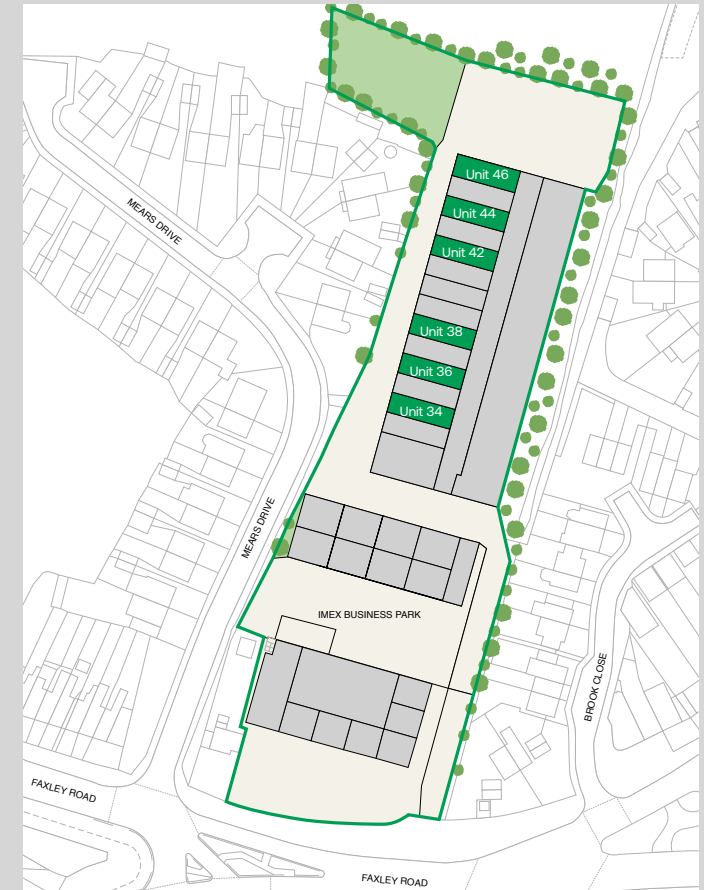 Unit 46
Unit 44
MEARS DRIVE
Unit 42
Unit 38
Unit 36
Unit 34
MEARS DRIVE
IMEX BUSINESS PARK
BROOK CLOSE
FAXLEY ROAD
FAXLEY ROAD